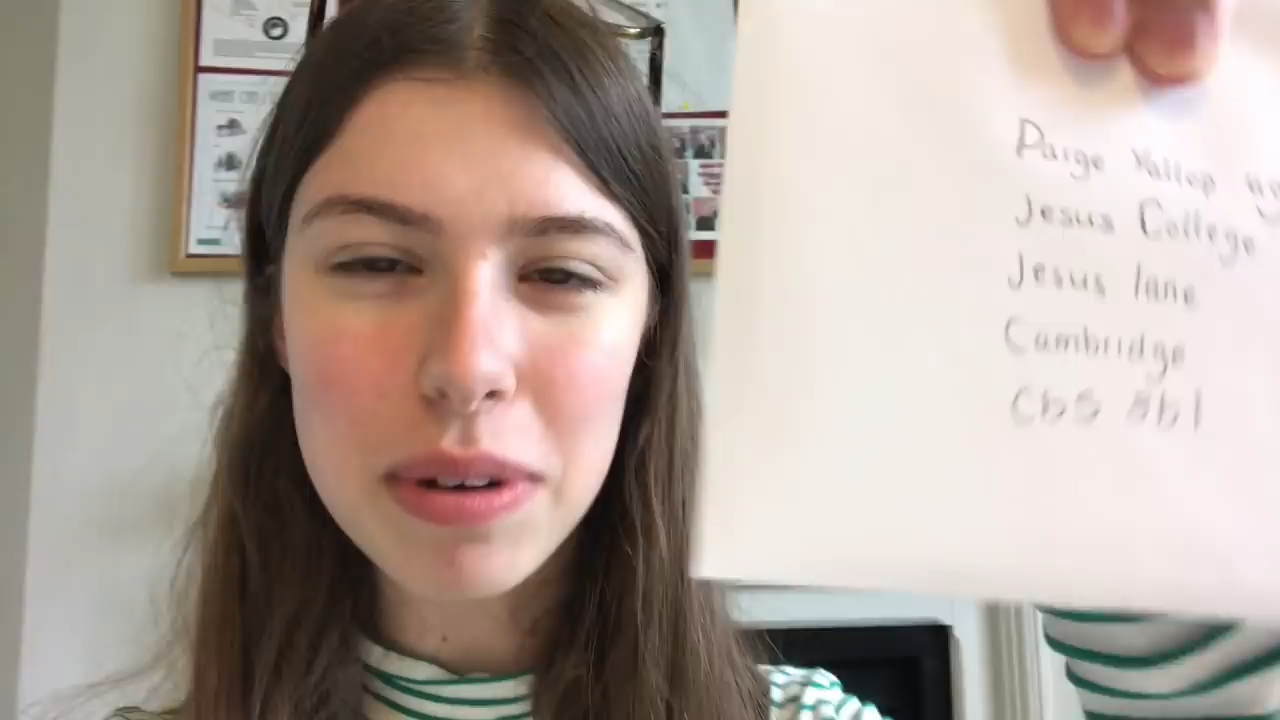 Paige Yallop
Jesus College
Jesus lane
Cambridge
Cb5 8bl